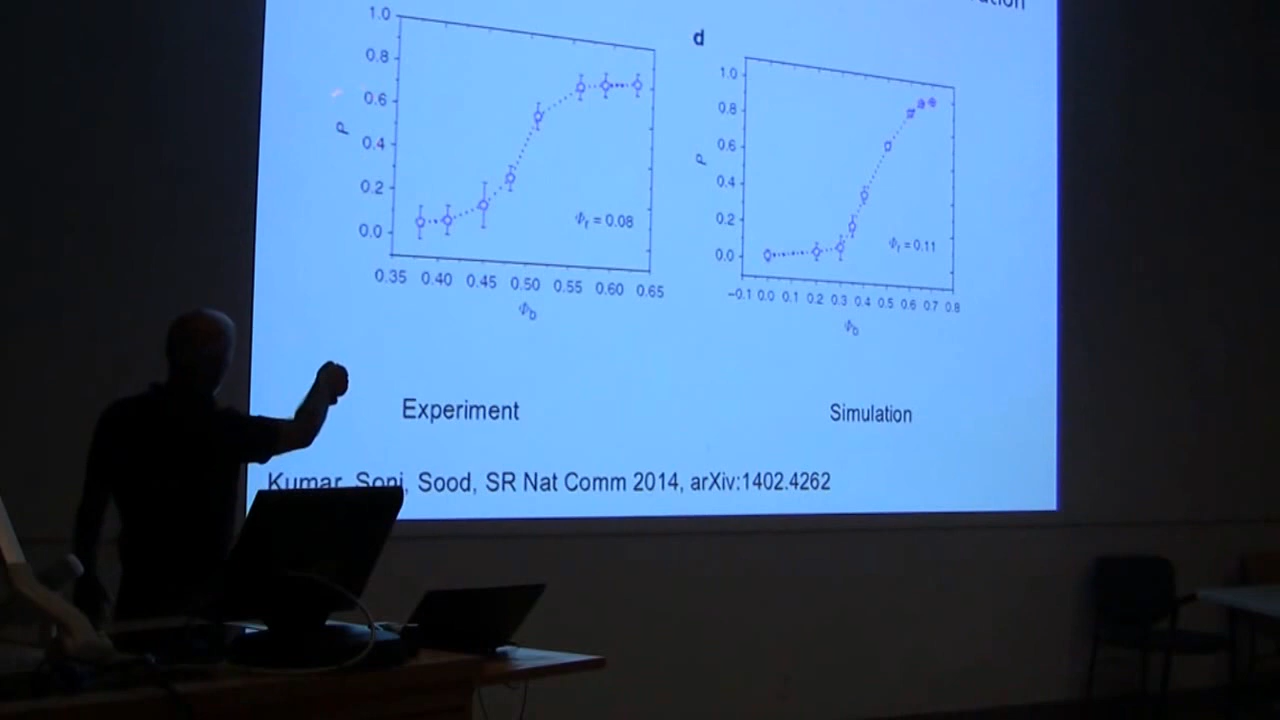 d
1.0
0.8
0.6
0.4
0.2
0.0
P
0.35 0.40 0.45 0.50 0.55 0.60 0.65
Φb
Φr = 0.08
1.0
0.8
0.6
0.4
0.2
0.0
P
−0.1 0.0 0.1 0.2 0.3 0.4 0.5 0.6 0.7 0.8
Φb
Φr = 0.11
Experiment
Simulation
Kumar, Soni, Sood, SR Nat Comm 2014, arXiv:1402.4262